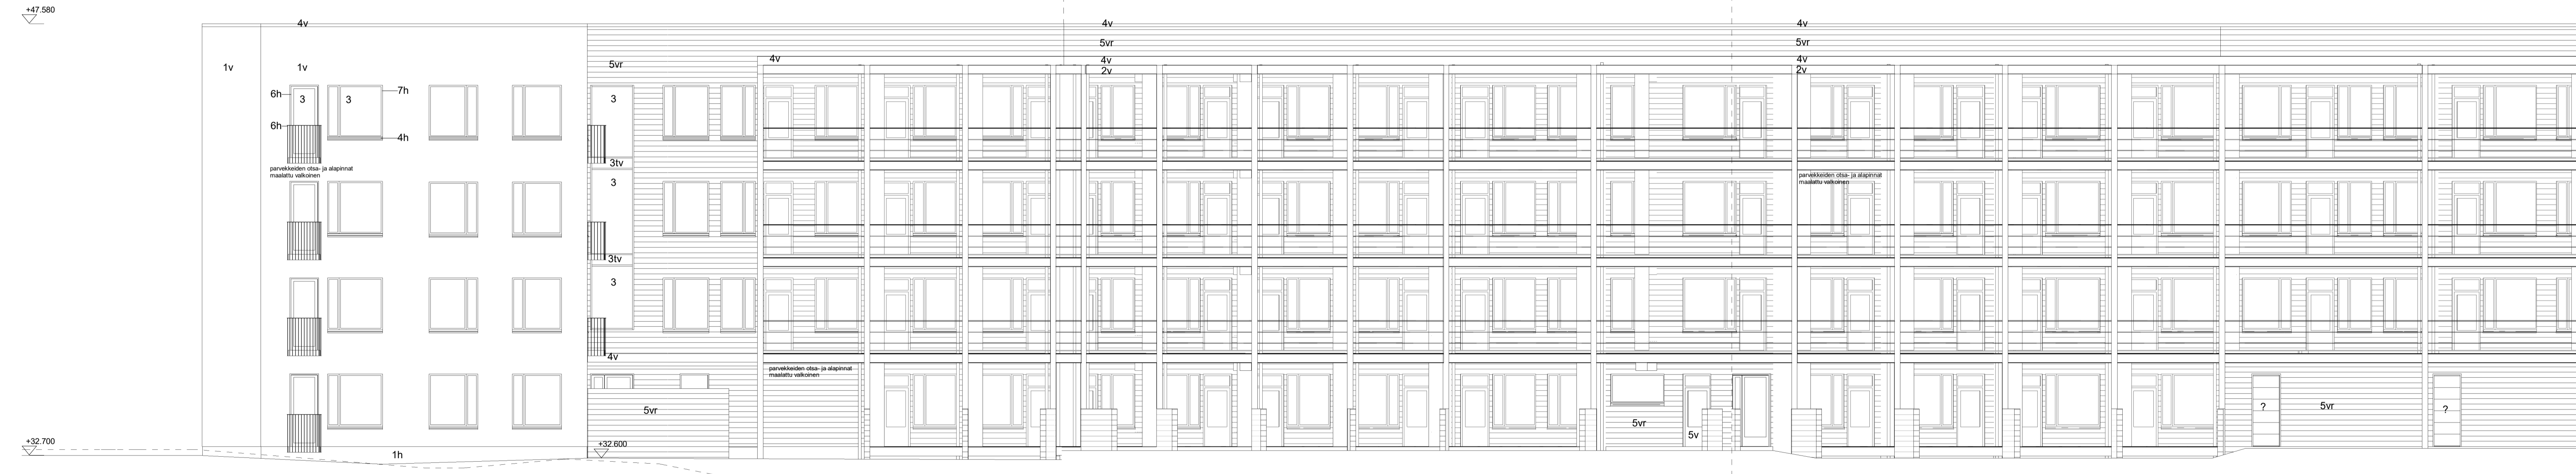 +47.580
4v
4v
4v
5vr
5vr
4v
4v
4v
5vr
1v
1v
2v
2v
6h
3
3
7h
3
6h
4h
3tv
parvekkeiden otsa- ja alapinnat
maalattu valkoinen
parvekkeiden otsa- ja alapinnat
maalattu valkoinen
3
3tv
3
4v
parvekkeiden otsa- ja alapinnat
maalattu valkoinen
5vr
?
5vr
?
5vr
5v
+32.700
+32.600
1h